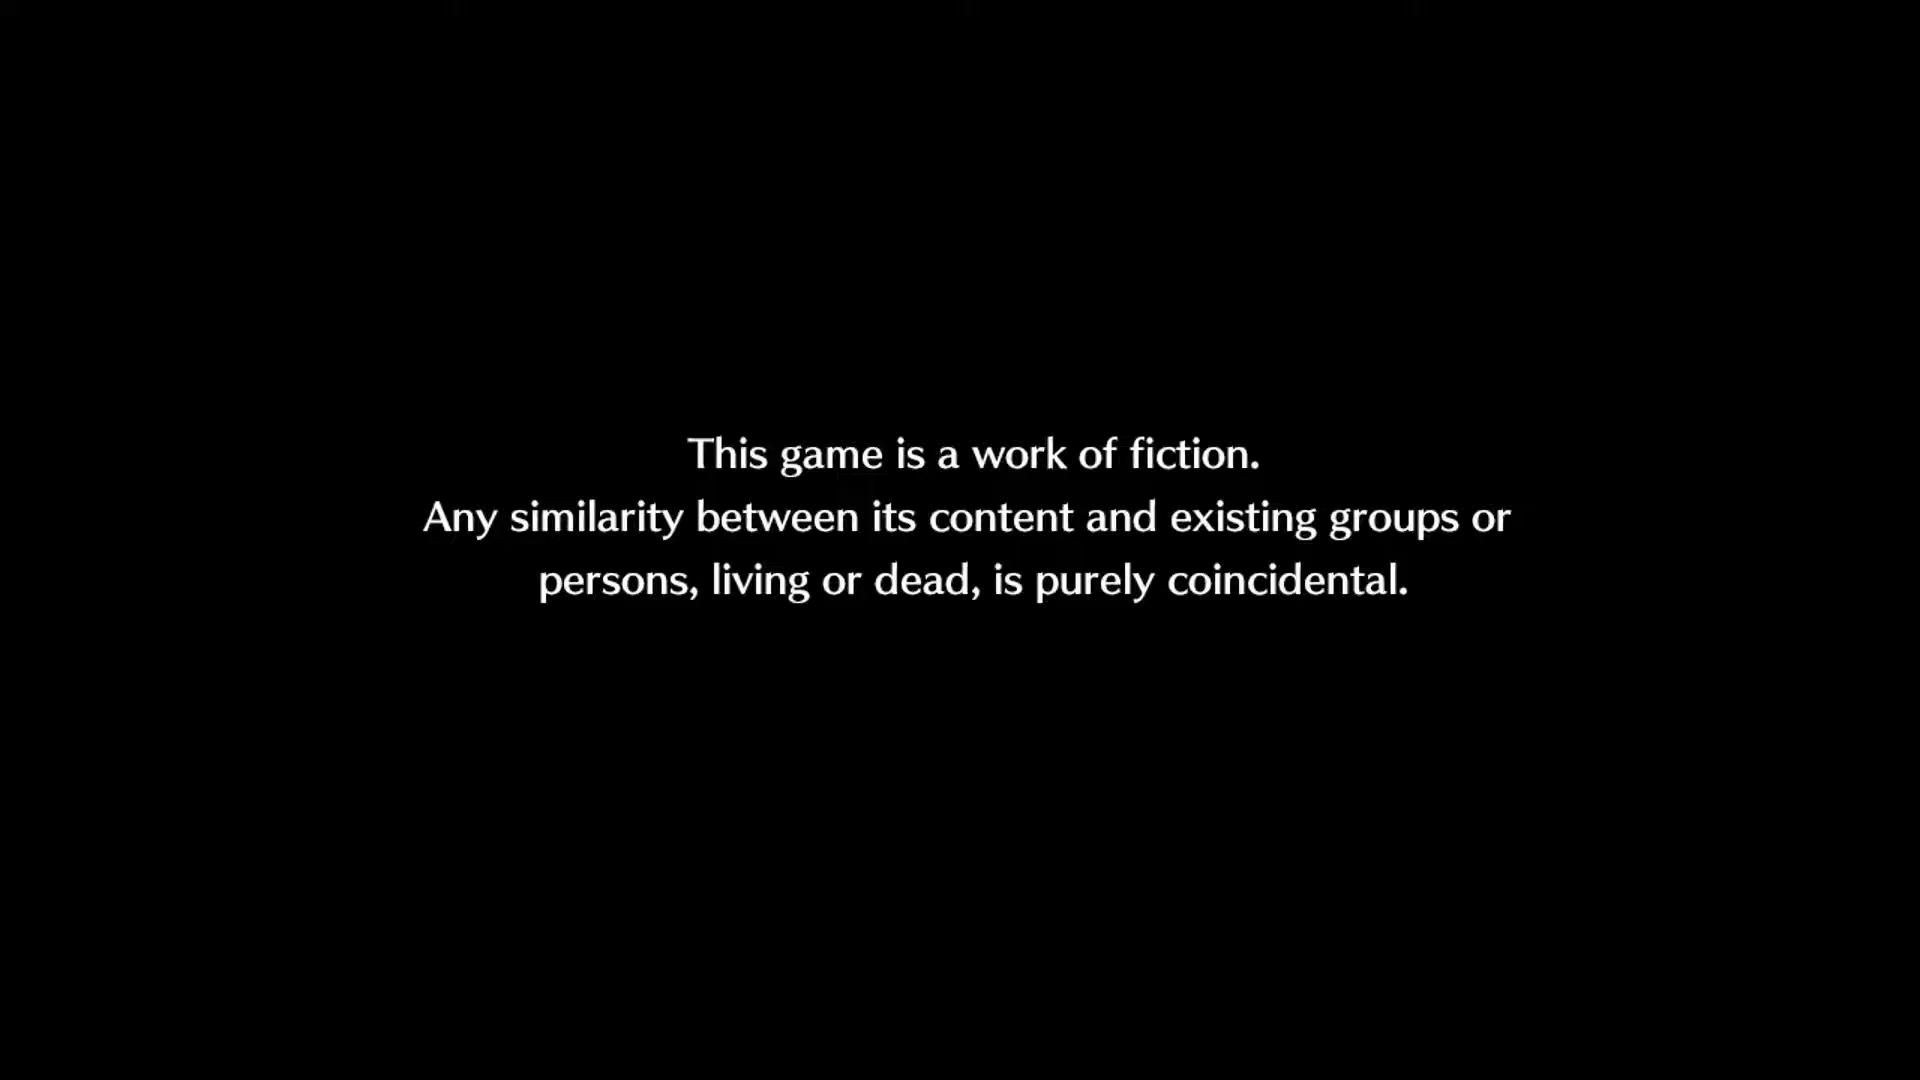 This game is a work of fiction.
Any similarity between its content and existing groups or
persons, living or dead, is purely coincidental.